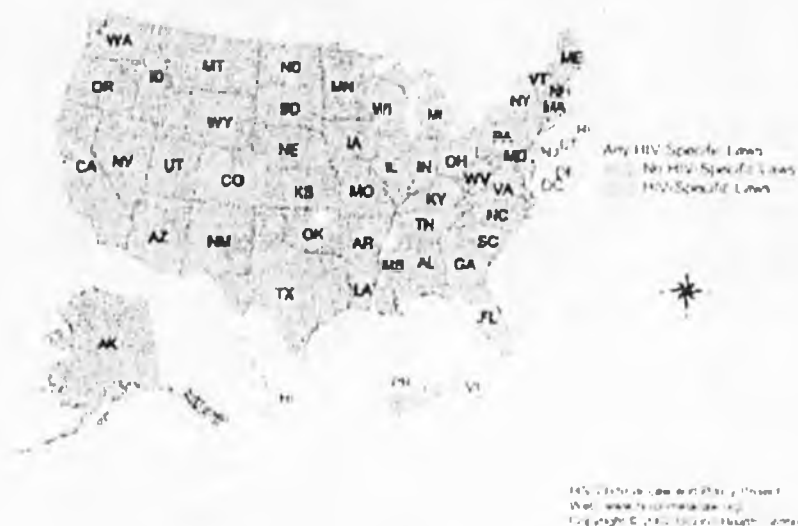 WA
MT
ND
MN
ME
VT
NH
ID
OR
SD
WI
MI
NY
MA
RI
WY
CT
IA
PA
NJ
NE
OH
MD
Any HIV-Specific Laws
CA
NV
UT
IL
IN
DE
No HIV-Specific Laws
CO
WV
VA
DC
HIV-Specific Laws
KS
MO
KY
NC
TN
AZ
NM
OK
AR
SC
MS
AL
GA
TX
LA
FL
AK
HI
PR
VI